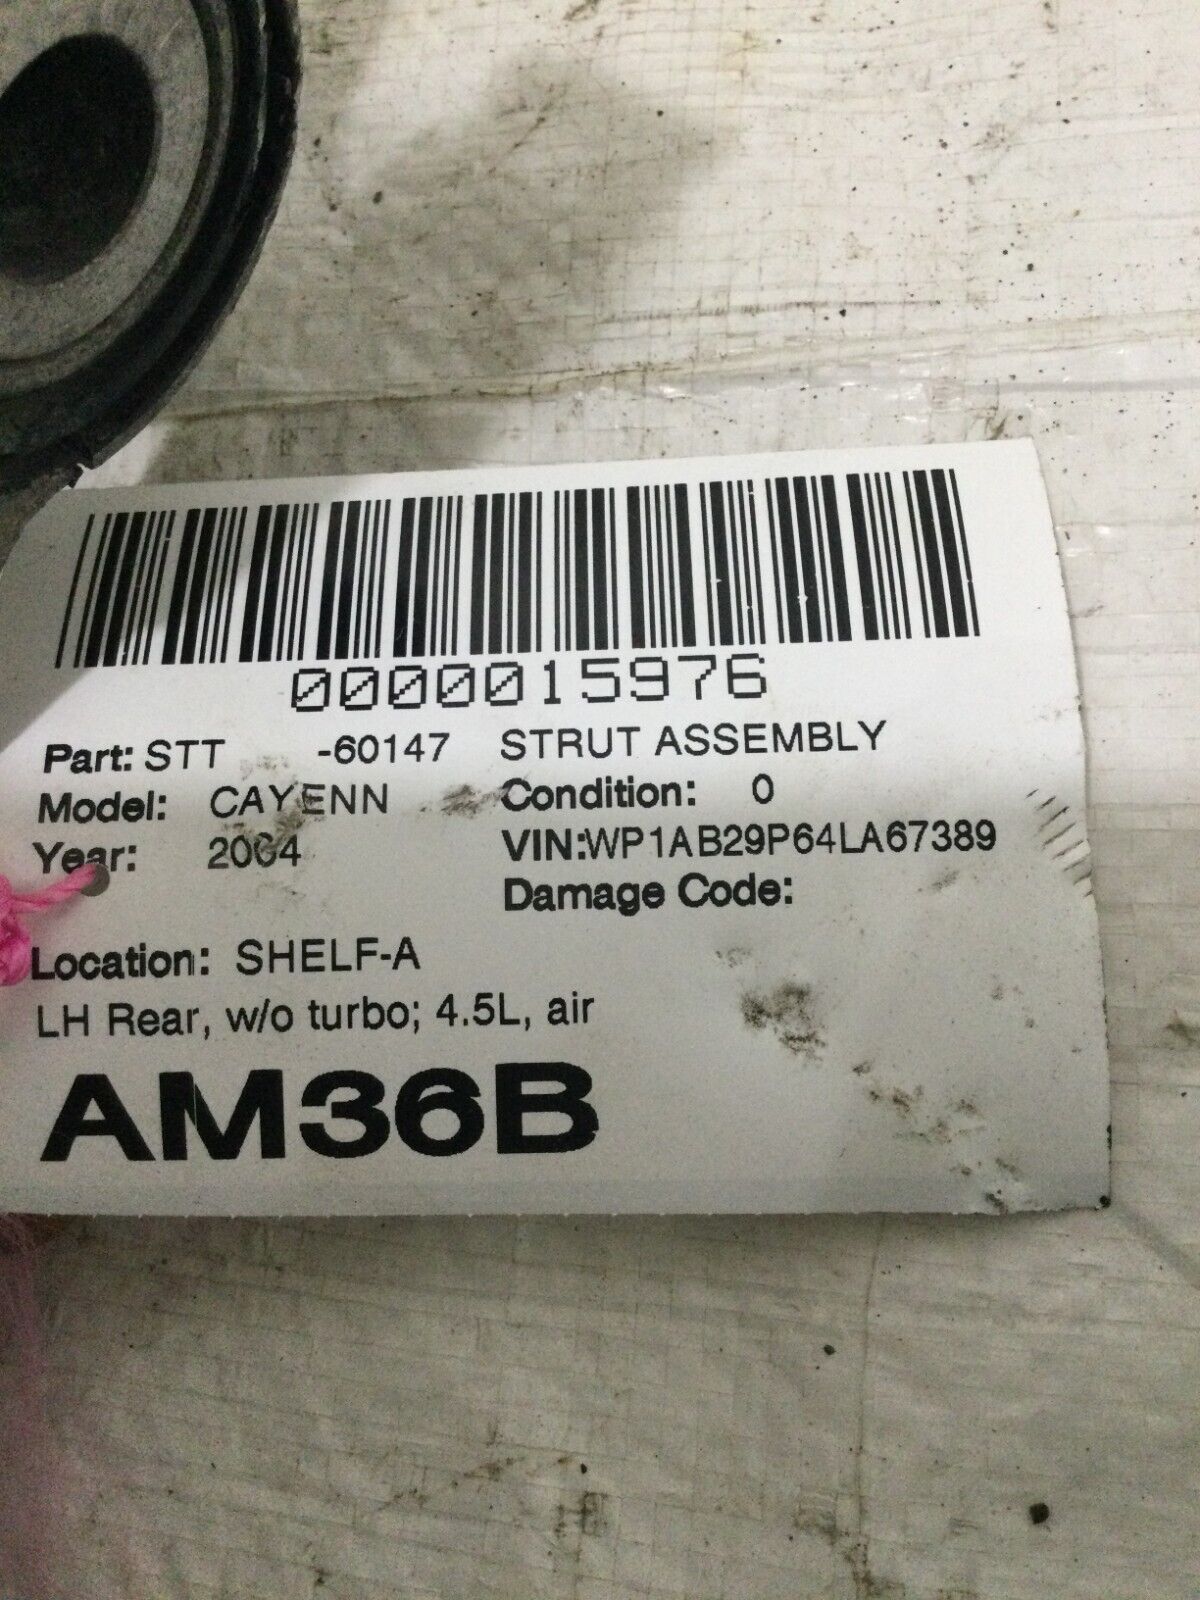 0000015976
Part: STT -60147 STRUT ASSEMBLY
Model: CAYENN Condition: 0
Year: 2004 VIN:WP1AB29P64LA67389
Damage Code:
Location: SHELF-A
LH Rear, w/o turbo; 4.5L, air
AM36B